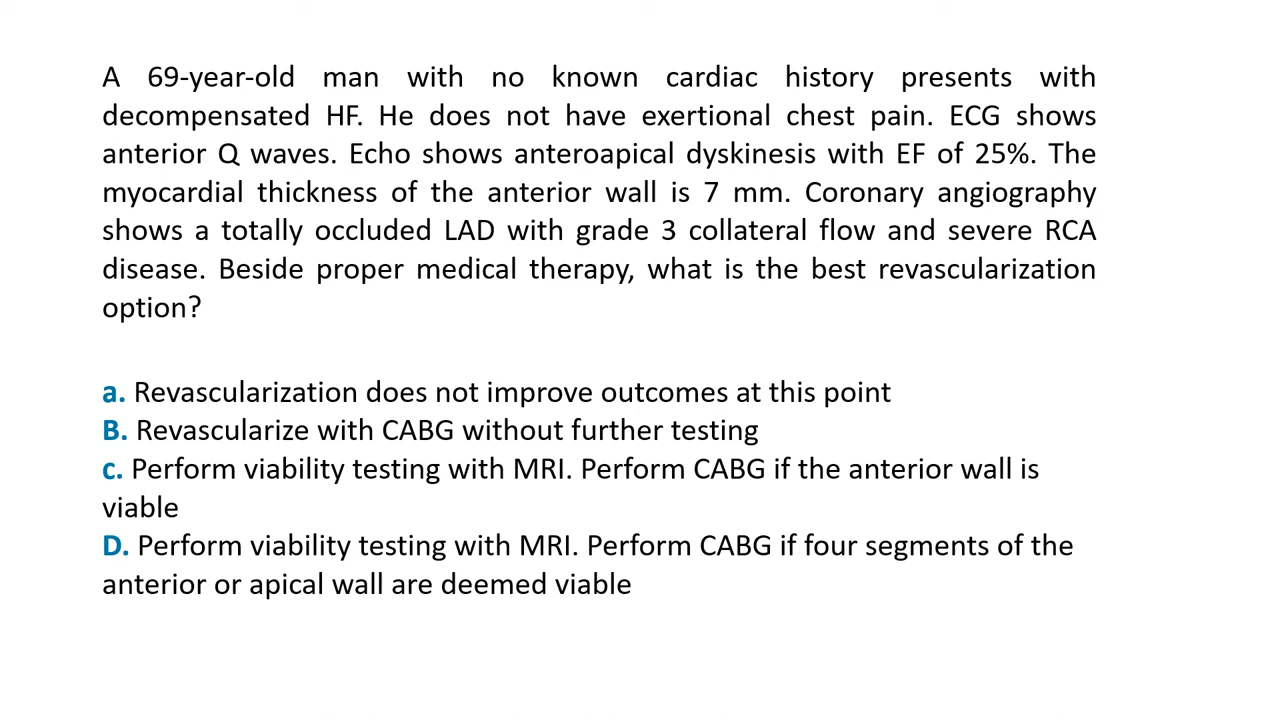 A 69-year-old man with no known cardiac history presents with
decompensated HF. He does not have exertional chest pain. ECG shows
anterior Q waves. Echo shows anteroapical dyskinesis with EF of 25%. The
myocardial thickness of the anterior wall is 7 mm. Coronary angiography
shows a totally occluded LAD with grade 3 collateral flow and severe RCA
disease. Beside proper medical therapy, what is the best revascularization
option?
a. Revascularization does not improve outcomes at this point
B. Revascularize with CABG without further testing
c. Perform viability testing with MRI. Perform CABG if the anterior wall is
viable
D. Perform viability testing with MRI. Perform CABG if four segments of the
anterior or apical wall are deemed viable